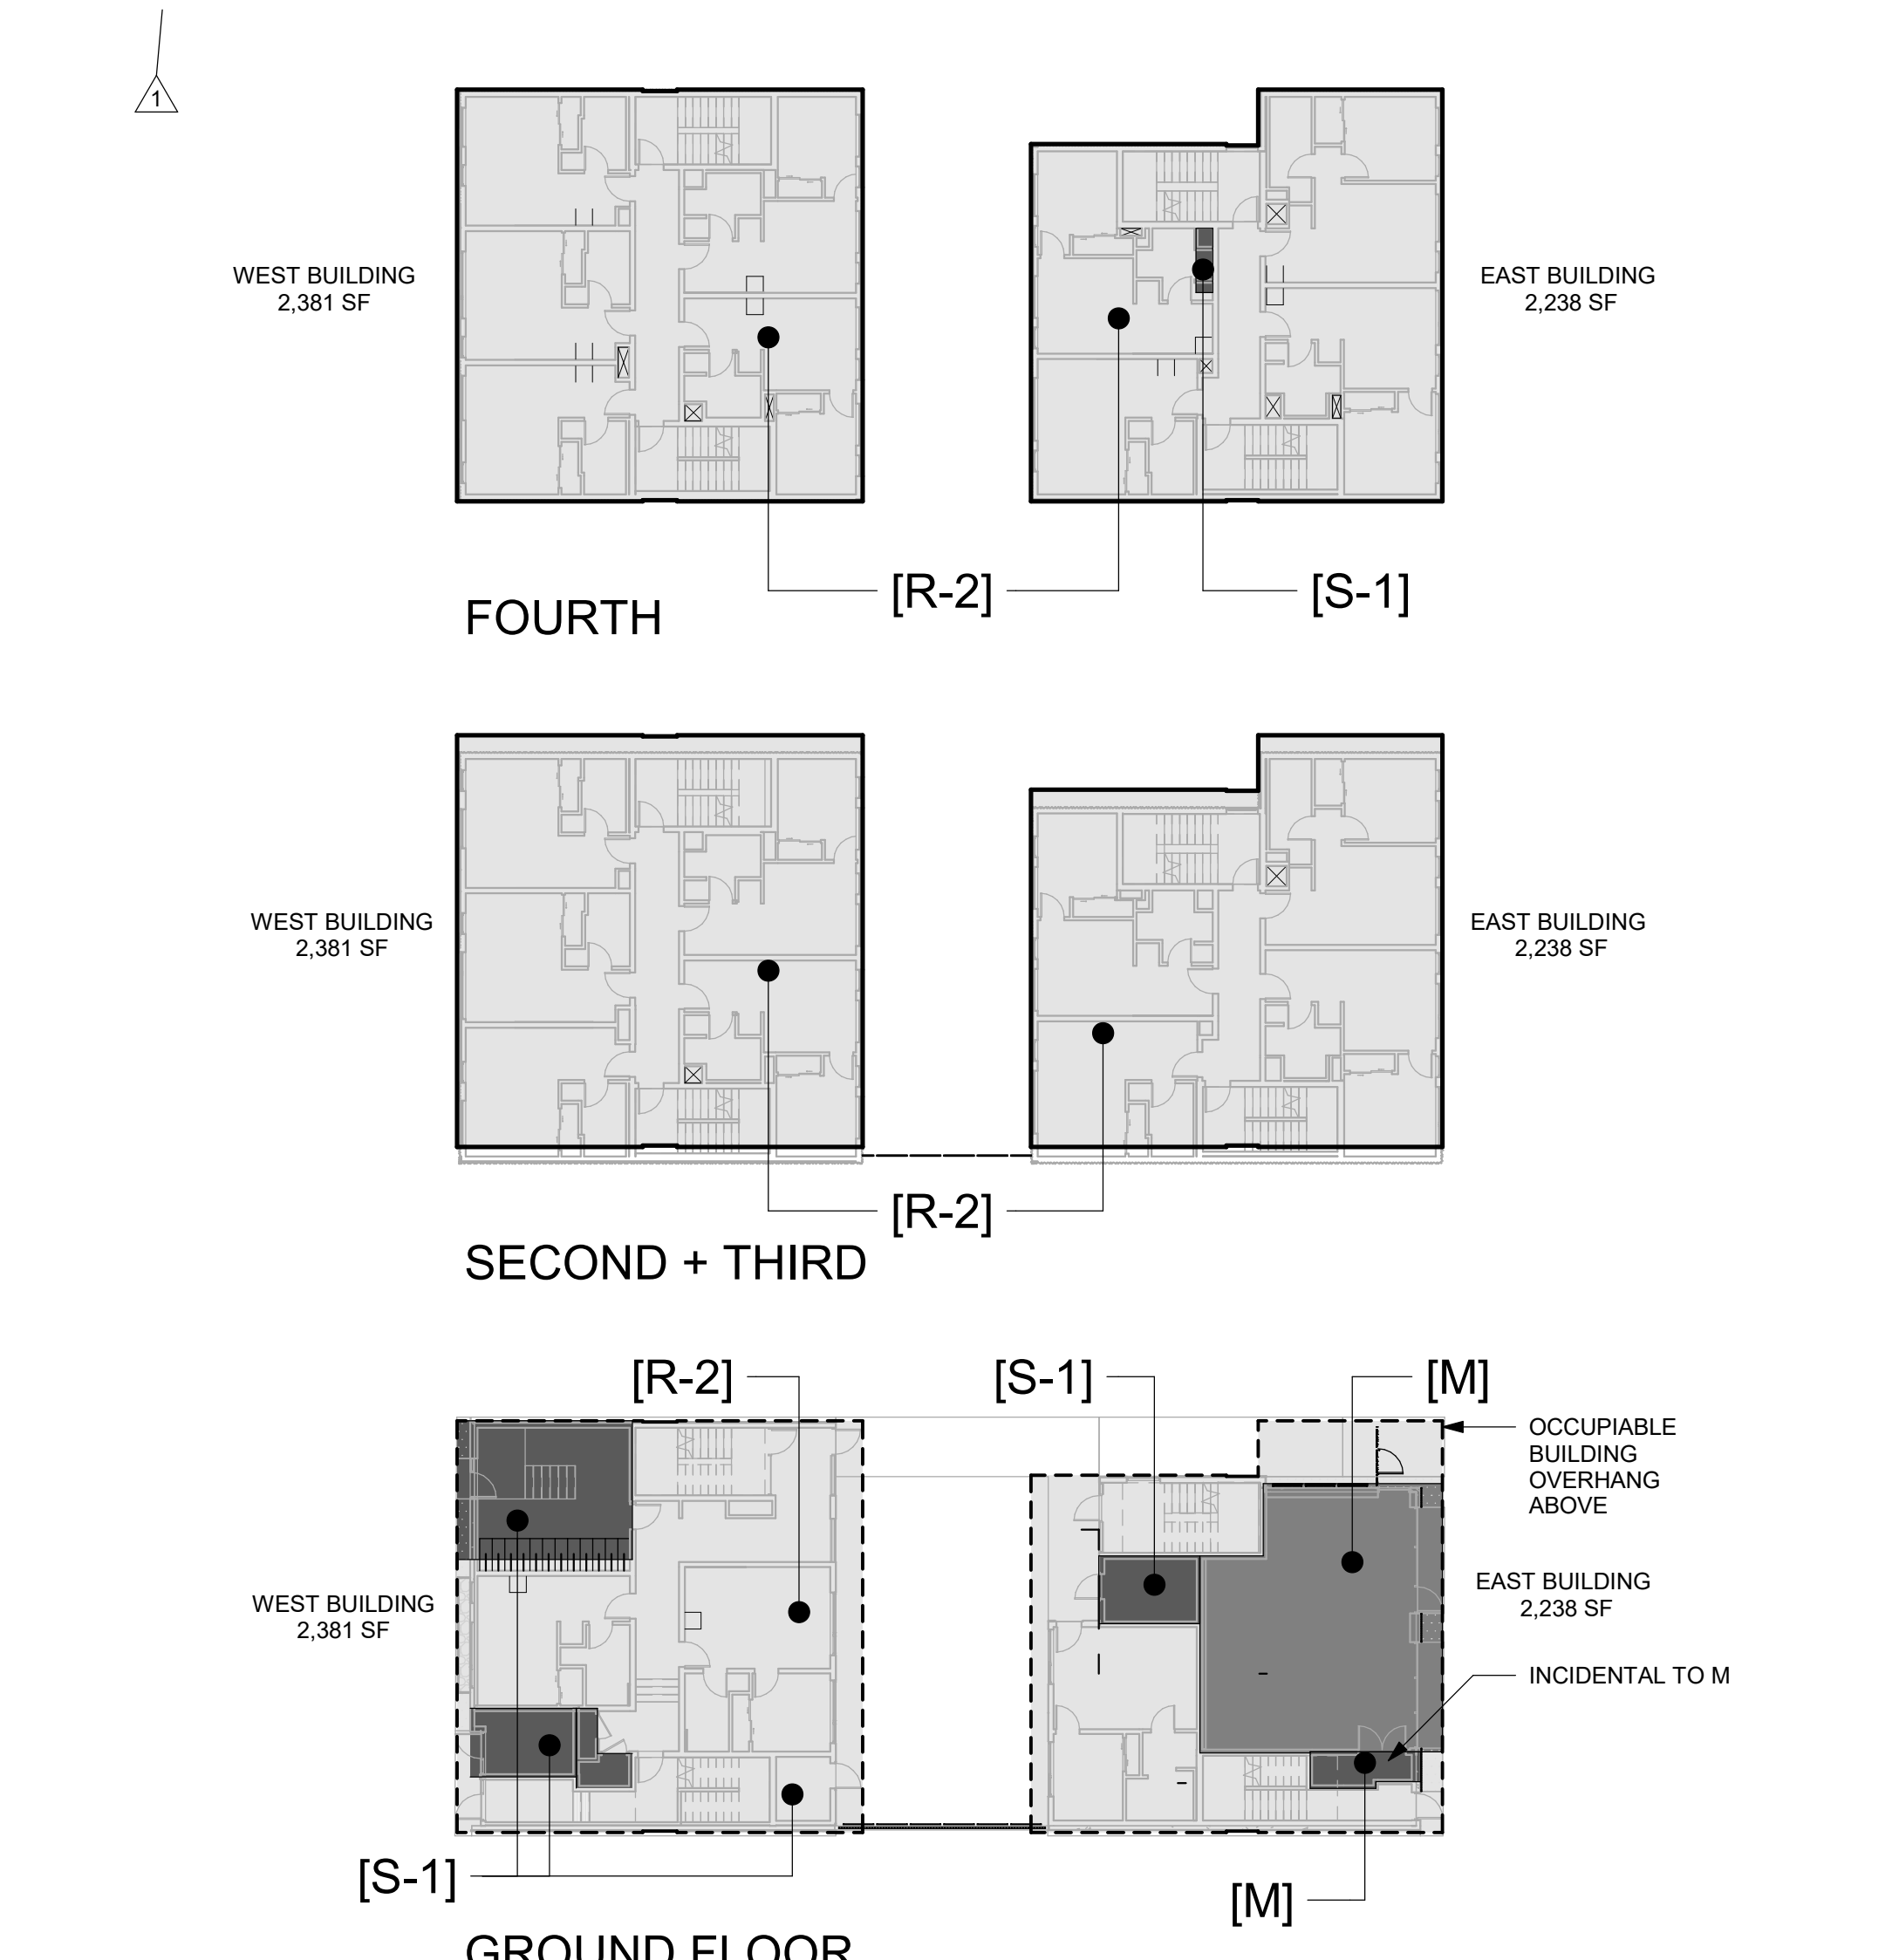 1
WEST BUILDING
2,381 SF
EAST BUILDING
2,238 SF
[R-2]
[S-1]
FOURTH
WEST BUILDING
2,381 SF
EAST BUILDING
2,238 SF
[R-2]
SECOND + THIRD
[R-2]
[S-1]
[M]
OCCUPIABLE
BUILDING
OVERHANG
ABOVE
WEST BUILDING
2,381 SF
EAST BUILDING
2,238 SF
INCIDENTAL TO M
[S-1]
[M]
GROUND FLOOR